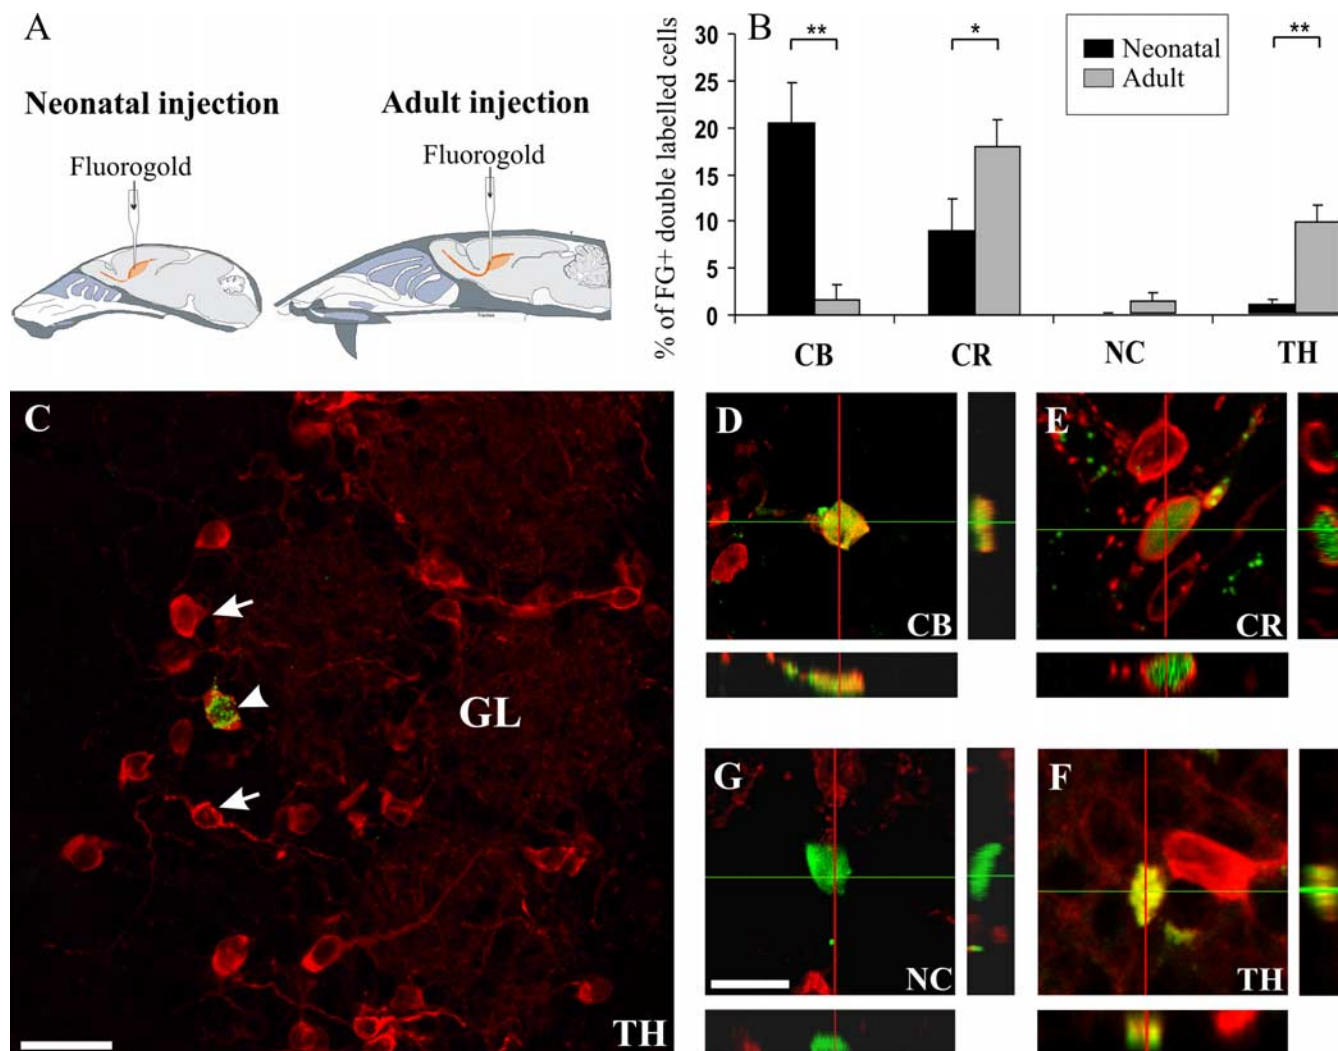 A
Neonatal injection
Adult injection
Fluorogold
Fluorogold
B
% of FG+ double labelled cells
30
25
20
15
10
5
0
**
*
**
Neonatal
Adult
CB
CR
NC
TH
C
GL
TH
D
CB
E
CR
G
NC
F
TH